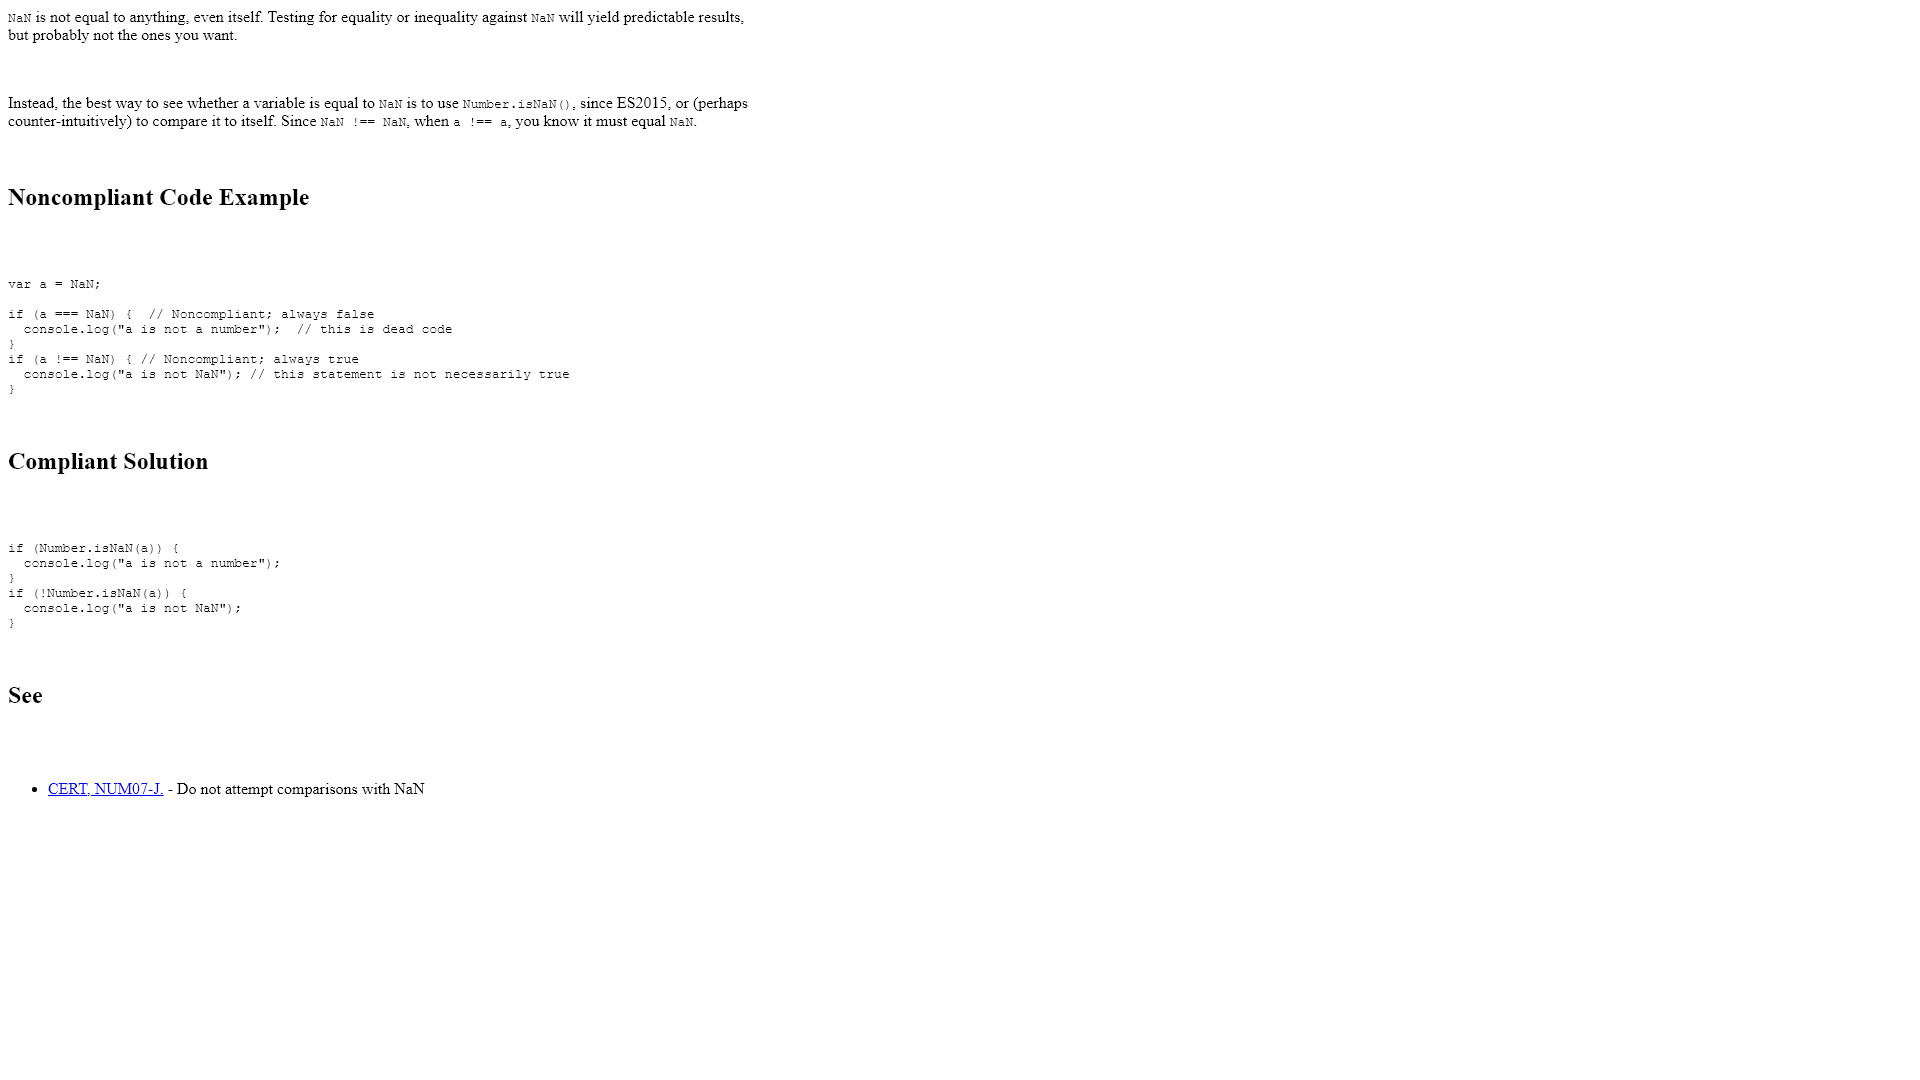 NaN is not equal to anything, even itself. Testing for equality or inequality against NaN will yield predictable results,
but probably not the ones you want.
Instead, the best way to see whether a variable is equal to NaN is to use Number.isNaN(), since ES2015, or (perhaps
counter-intuitively) to compare it to itself. Since NaN !== NaN, when a !== a, you know it must equal NaN.
Noncompliant Code Example
var a = NaN;
if (a === NaN) {  // Noncompliant; always false
  console.log("a is not a number");  // this is dead code
}
if (a !== NaN) { // Noncompliant; always true
  console.log("a is not NaN"); // this statement is not necessarily true
}
Compliant Solution
if (Number.isNaN(a)) {
  console.log("a is not a number");
}
if (!Number.isNaN(a)) {
  console.log("a is not NaN");
}
See
• CERT, NUM07-J. - Do not attempt comparisons with NaN